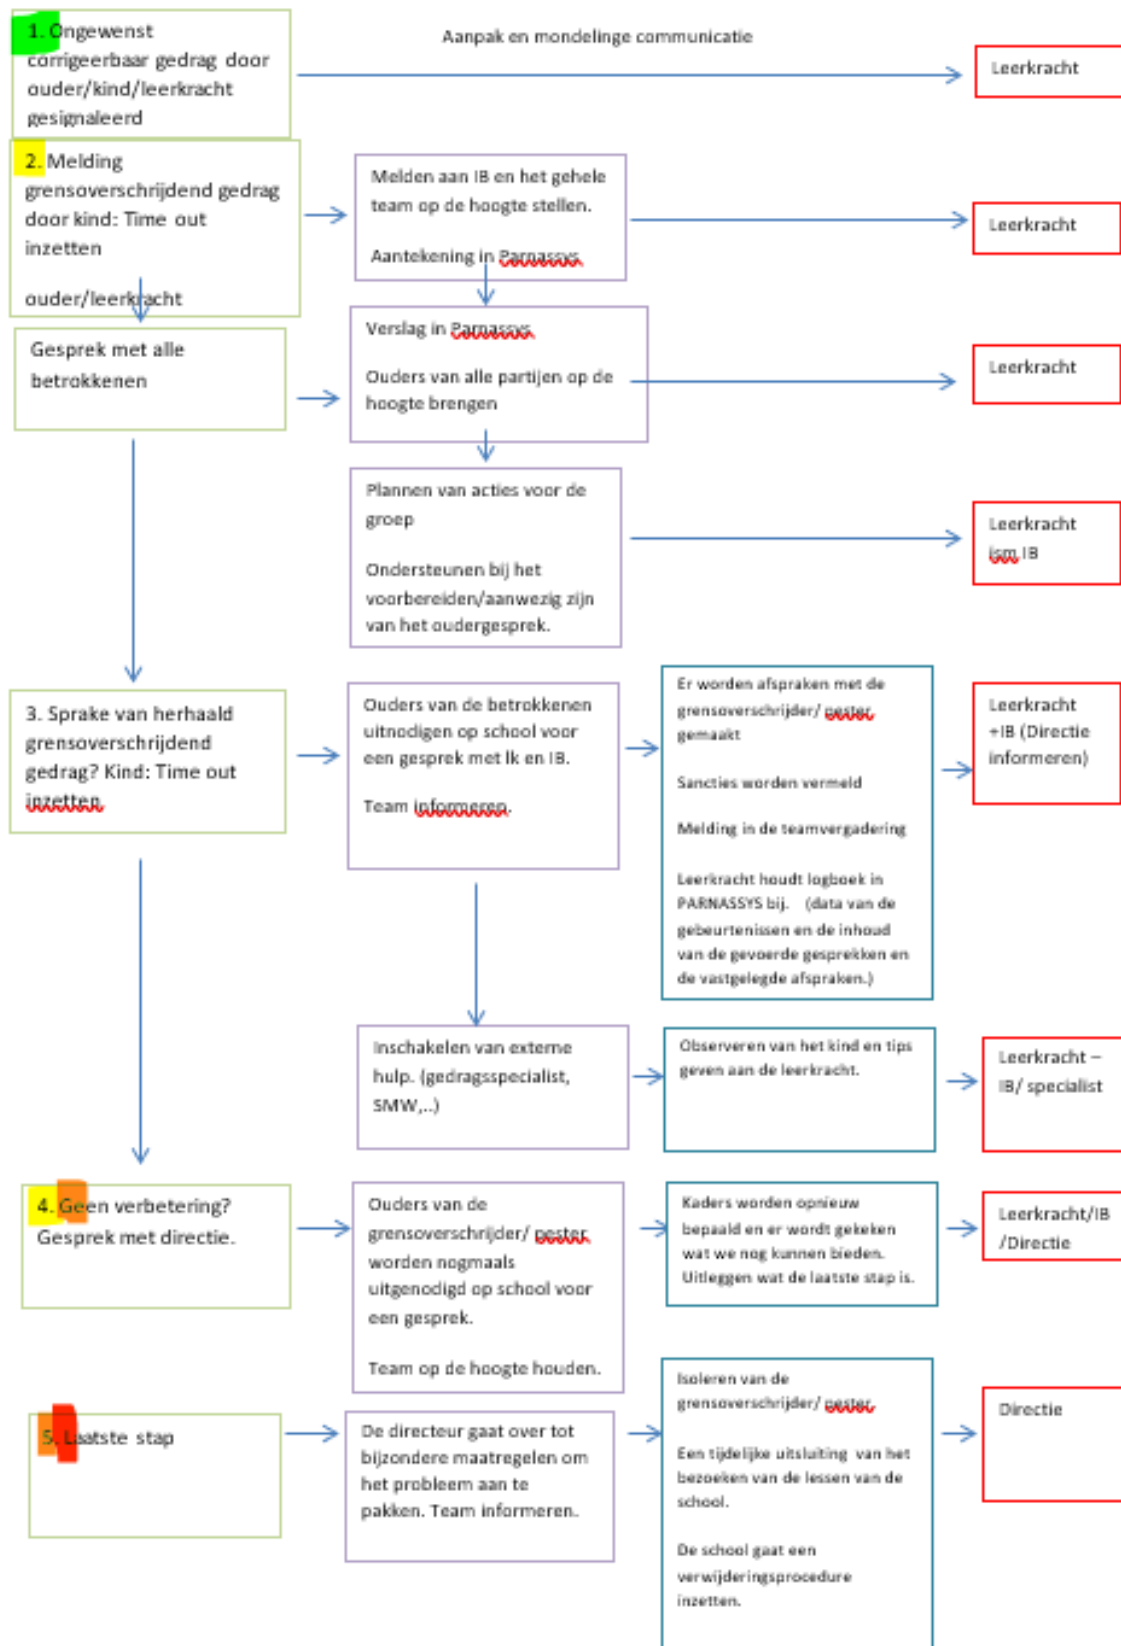 1. Ongewenst
corrigeerbaar gedrag door
ouder/kind/leerkracht
gesignaleerd
Aanpak en mondelinge communicatie
Leerkracht
2. Melding
grensoverschrijdend gedrag
door kind: Time out
inzetten
ouder/leerkracht
Melden aan IB en het gehele
team op de hoogte stellen.
Aantekening in Parnassys
Leerkracht
Gesprek met alle
betrokkenen
Verslag in Parnassys
Ouders van alle partijen op de
hoogte brengen
Leerkracht
Plannen van acties voor de
groep
Ondersteunen bij het
voorbereiden/aanwezig zijn
van het oudergesprek.
Leerkracht
ism IB
3. Sprake van herhaald
grensoverschrijdend
gedrag? Kind: Time out
inzetten.
Ouders van de betrokkenen
uitnodigen op school voor
een gesprek met lk en IB.
Team informeren.
Er worden afspraken met de
grensoverschrijder/ pester
gemaakt
Sancties worden vermeld
Melding in de teamvergadering
Leerkracht houdt logboek in
PARNASSYS bij. (data van de
gebeurtenissen en de inhoud
van de gevoerde gesprekken en
de vastgelegde afspraken.)
Leerkracht
+IB (Directie
informeren)
Inschakelen van externe
hulp. (gedragsspecialist,
SMW,..)
Observeren van het kind en tips
geven aan de leerkracht.
Leerkracht –
IB/ specialist
4. Geen verbetering?
Gesprek met directie.
Ouders van de
grensoverschrijder/ pester
worden nogmaals
uitgenodigd op school voor
een gesprek.
Team op de hoogte houden.
Kaders worden opnieuw
bepaald en er wordt gekeken
wat we nog kunnen bieden.
Uitleggen wat de laatste stap is.
Leerkracht/IB
/Directie
5. Laatste stap
De directeur gaat over tot
bijzondere maatregelen om
het probleem aan te
pakken. Team informeren.
Isoleren van de
grensoverschrijder/ pester
Een tijdelijke uitsluiting van het
bezoeken van de lessen van de
school.
De school gaat een
verwijderingsprocedure
inzetten.
Directie